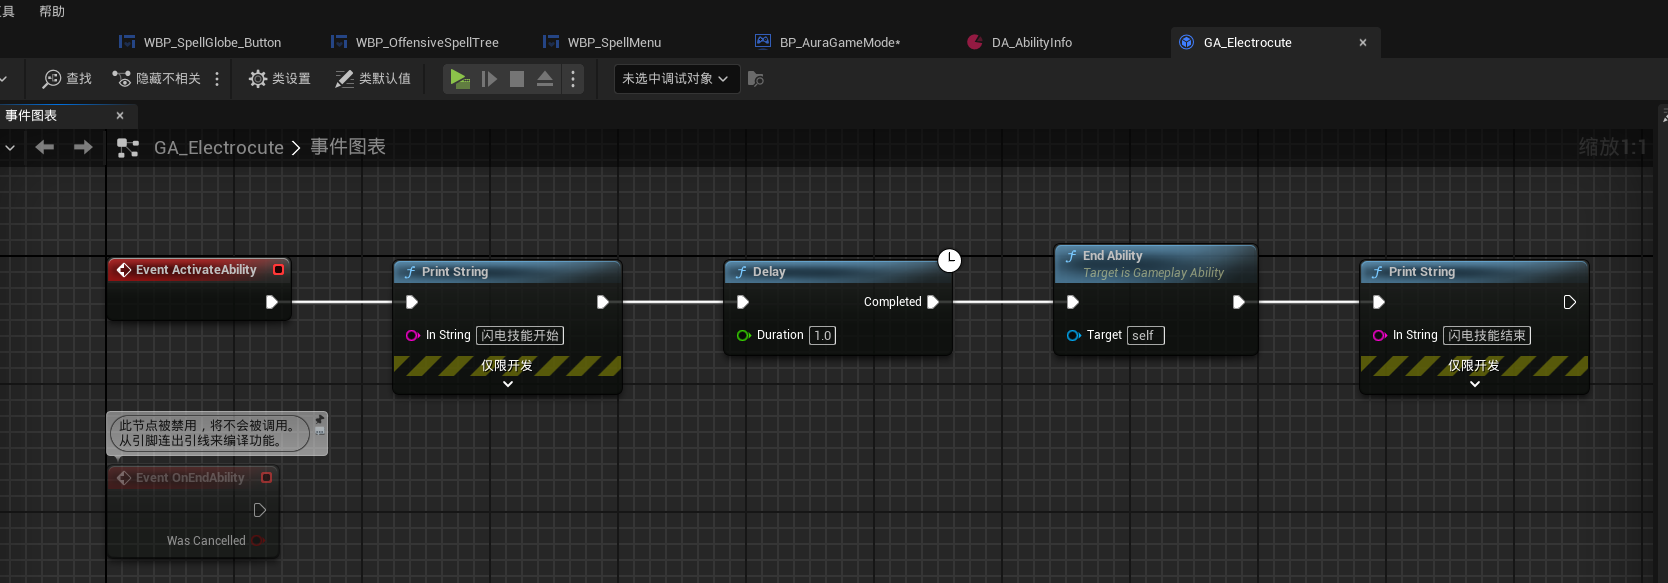 具 帮助
WBP_SpellGlobe_Button WBP_OffensiveSpellTree WBP_SpellMenu BP_AuraGameMode* DA_AbilityInfo GA_Electrocute
查找 隐藏不相关 类设置 类默认值 未选中调试对象
事件图表
GA_Electrocute > 事件图表 缩放1:1
Event ActivateAbility
Print String
In String 闪电技能开始
仅限开发
Delay
Completed
Duration 1.0
End Ability
Target is Gameplay Ability
Target self
Print String
In String 闪电技能结束
仅限开发
此节点被禁用，将不会被调用。
从引脚连出引线来编译功能。
Event OnEndAbility
Was Cancelled